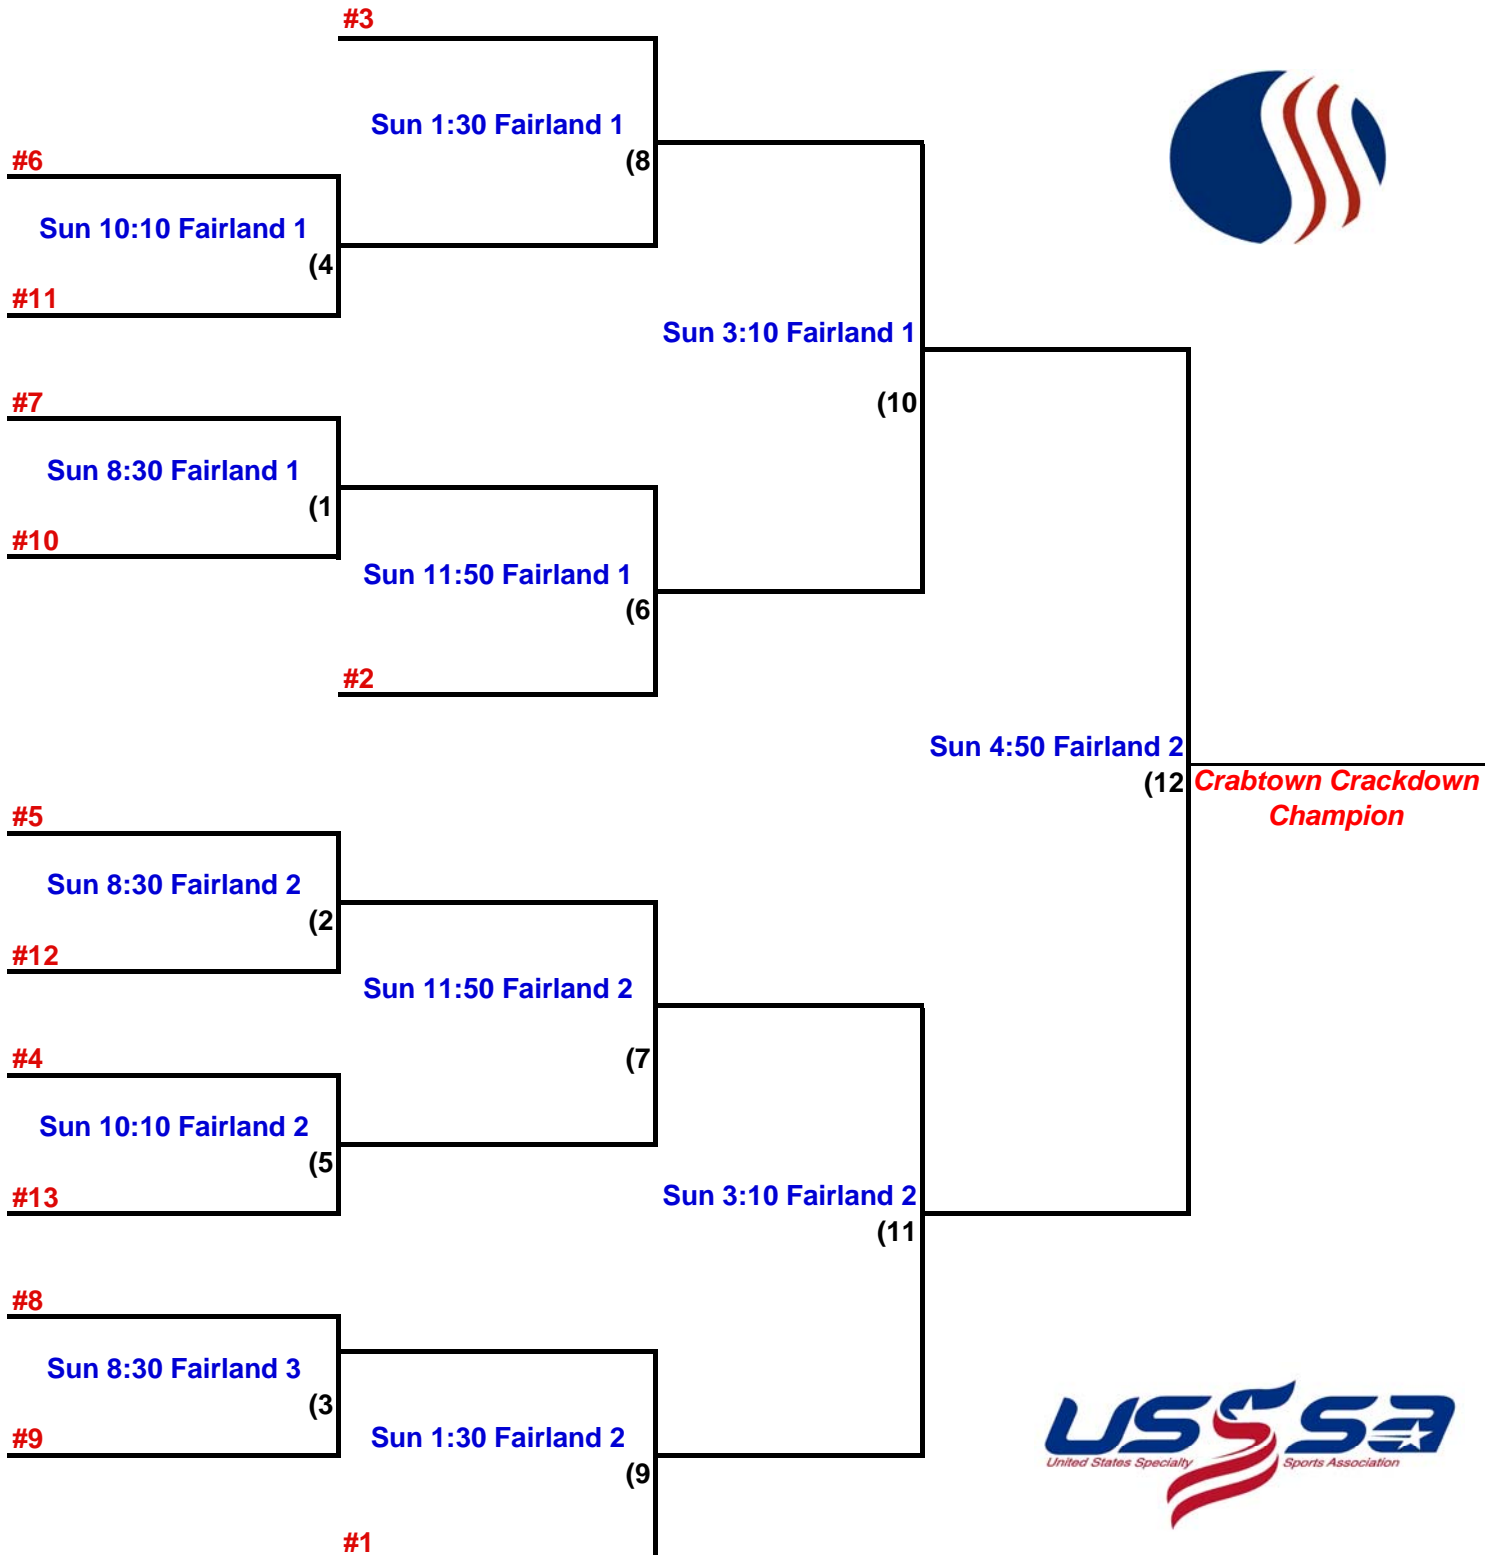 #3
Sun 1:30 Fairland 1
(8
#6
Sun 10:10 Fairland 1
(4
#11
Sun 3:10 Fairland 1
(10
#7
Sun 8:30 Fairland 1
(1
#10
Sun 11:50 Fairland 1
(6
#2
Sun 4:50 Fairland 2
(12
Crabtown Crackdown
Champion
#5
Sun 8:30 Fairland 2
(2
#12
Sun 11:50 Fairland 2
(7
#4
Sun 10:10 Fairland 2
(5
#13
Sun 3:10 Fairland 2
(11
#8
Sun 8:30 Fairland 3
(3
#9
Sun 1:30 Fairland 2
(9
#1
USSSA
United States Specialty Sports Association